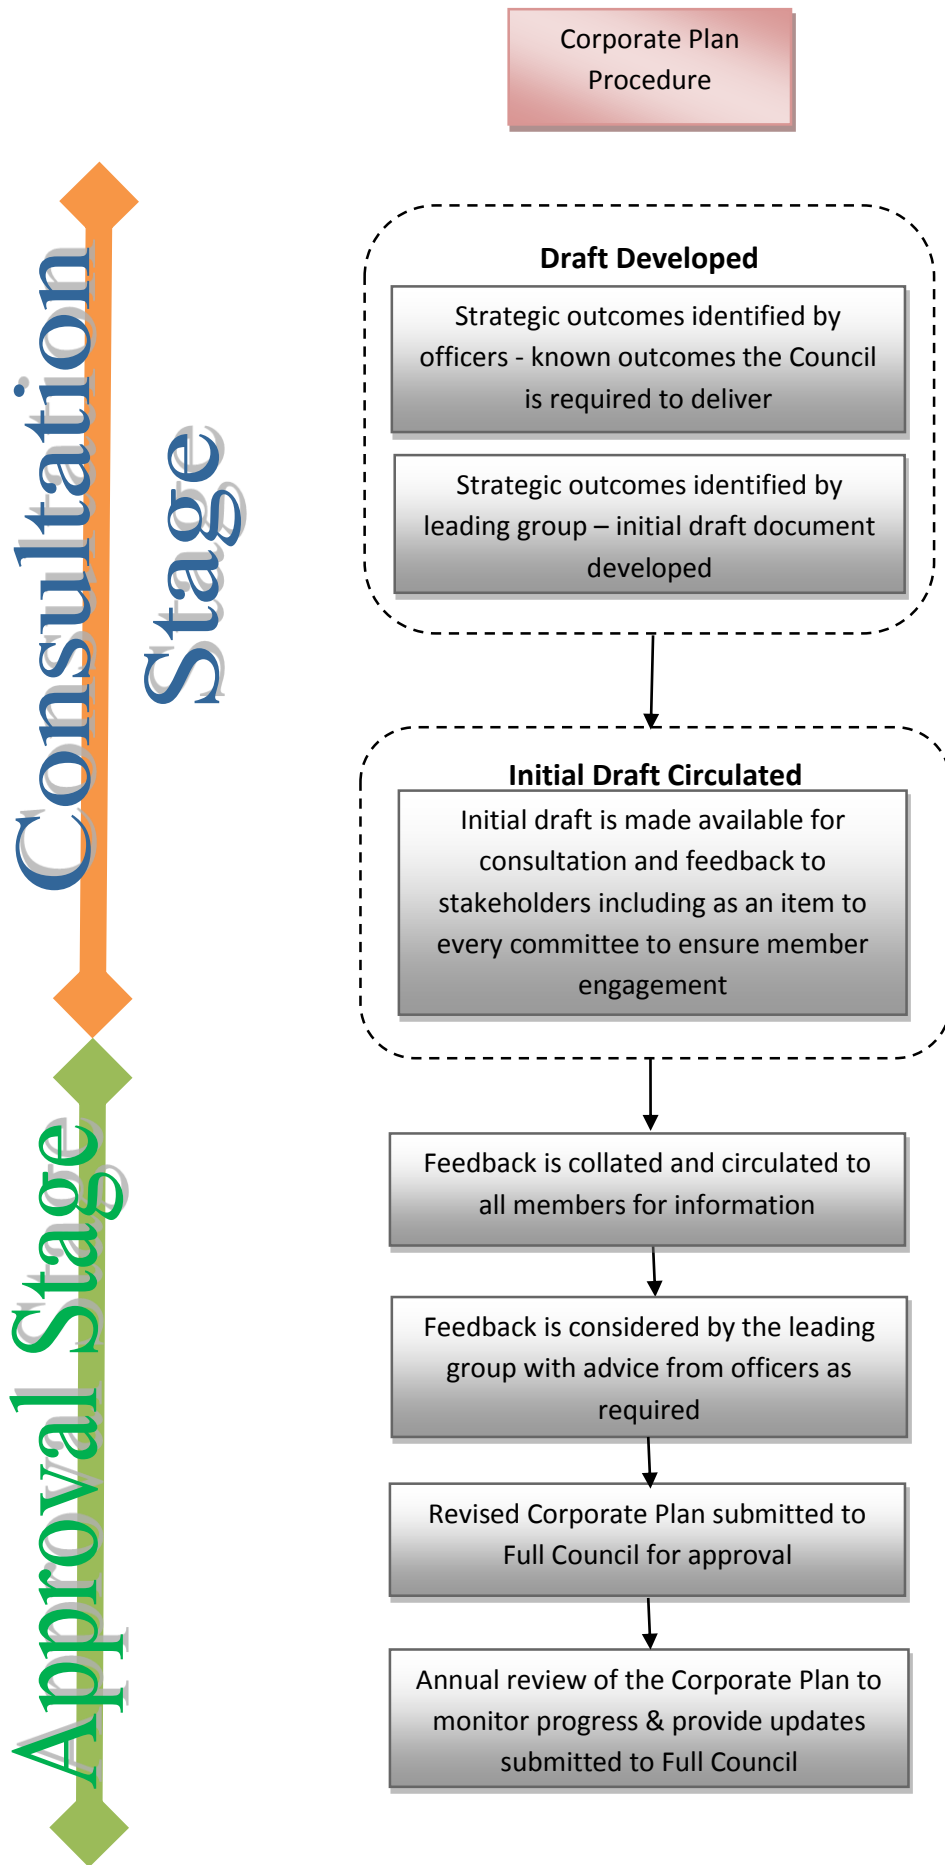 Corporate Plan
Procedure
Consultation
Stage
Draft Developed
Strategic outcomes identified by
officers - known outcomes the Council
is required to deliver
Strategic outcomes identified by
leading group – initial draft document
developed
Initial Draft Circulated
Initial draft is made available for
consultation and feedback to
stakeholders including as an item to
every committee to ensure member
engagement
Approval Stage
Feedback is collated and circulated to
all members for information
Feedback is considered by the leading
group with advice from officers as
required
Revised Corporate Plan submitted to
Full Council for approval
Annual review of the Corporate Plan to
monitor progress & provide updates
submitted to Full Council